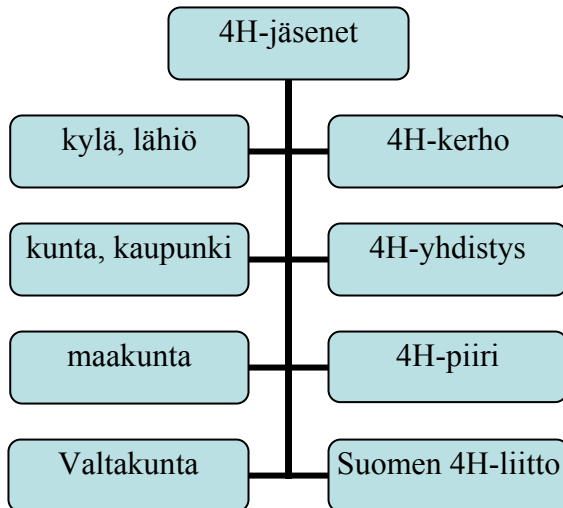 4H-jäsenet
kylä, lähiö
4H-kerho
kunta, kaupunki
4H-yhdistys
maakunta
4H-piiri
Valtakunta
Suomen 4H-liitto